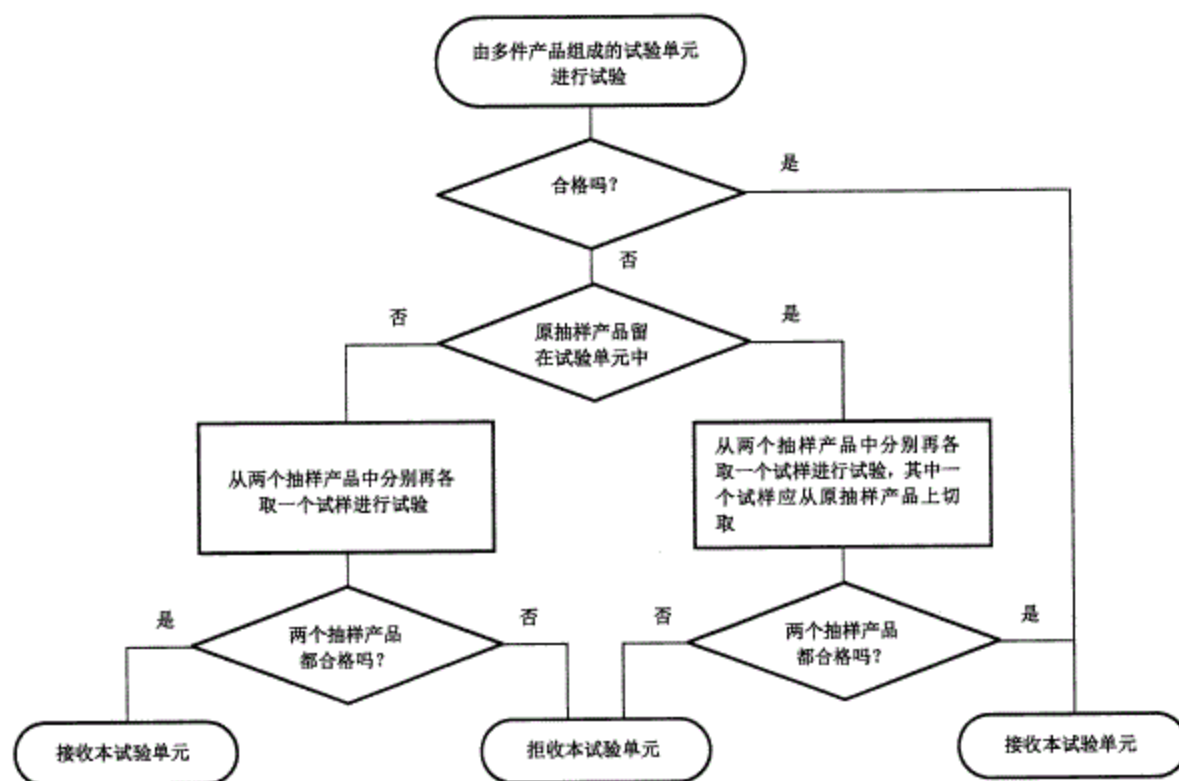 由多件产品组成的试验单元
进行试验
是
合格吗？
否
否
是
原抽样产品留
在试验单元中
从两个抽样产品中分别再各
取一个试样进行试验
从两个抽样产品中分别再各
取一个试样进行试验，其中一
个试样应从原抽样产品上切
取
是
否
否
是
两个抽样产品
都合格吗？
两个抽样产品
都合格吗？
接收本试验单元
拒收本试验单元
接收本试验单元